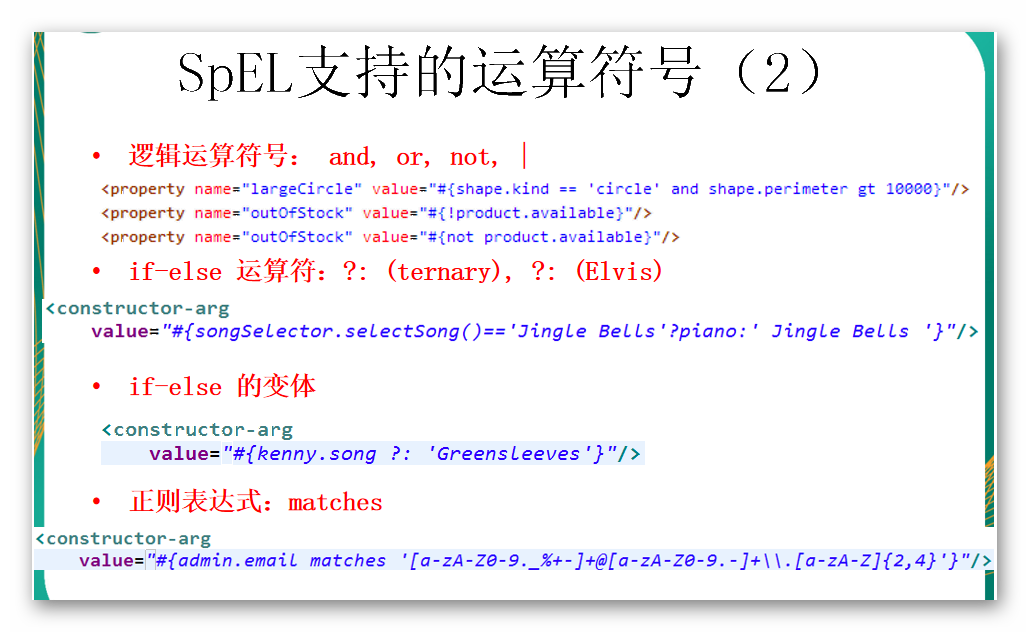 SpEL支持的运算符号（2）
• 逻辑运算符号： and, or, not, |
<property name="largeCircle" value="#{shape.kind == 'circle' and shape.perimeter gt 10000}"/>
<property name="outOfStock" value="#{!product.available}"/>
<property name="outOfStock" value="#{not product.available}"/>
• if-else 运算符：?: (ternary), ?: (Elvis)
<constructor-arg
value="#{songSelector.selectSong()=='Jingle Bells'?piano:' Jingle Bells '}"/>
• if-else 的变体
<constructor-arg
value="#{kenny.song ?: 'Greensleeves'}"/>
• 正则表达式：matches
<constructor-arg
value="#{admin.email matches '[a-zA-Z0-9._%+-]+@[a-zA-Z0-9.-]+\\.[a-zA-Z]{2,4}'}"/>